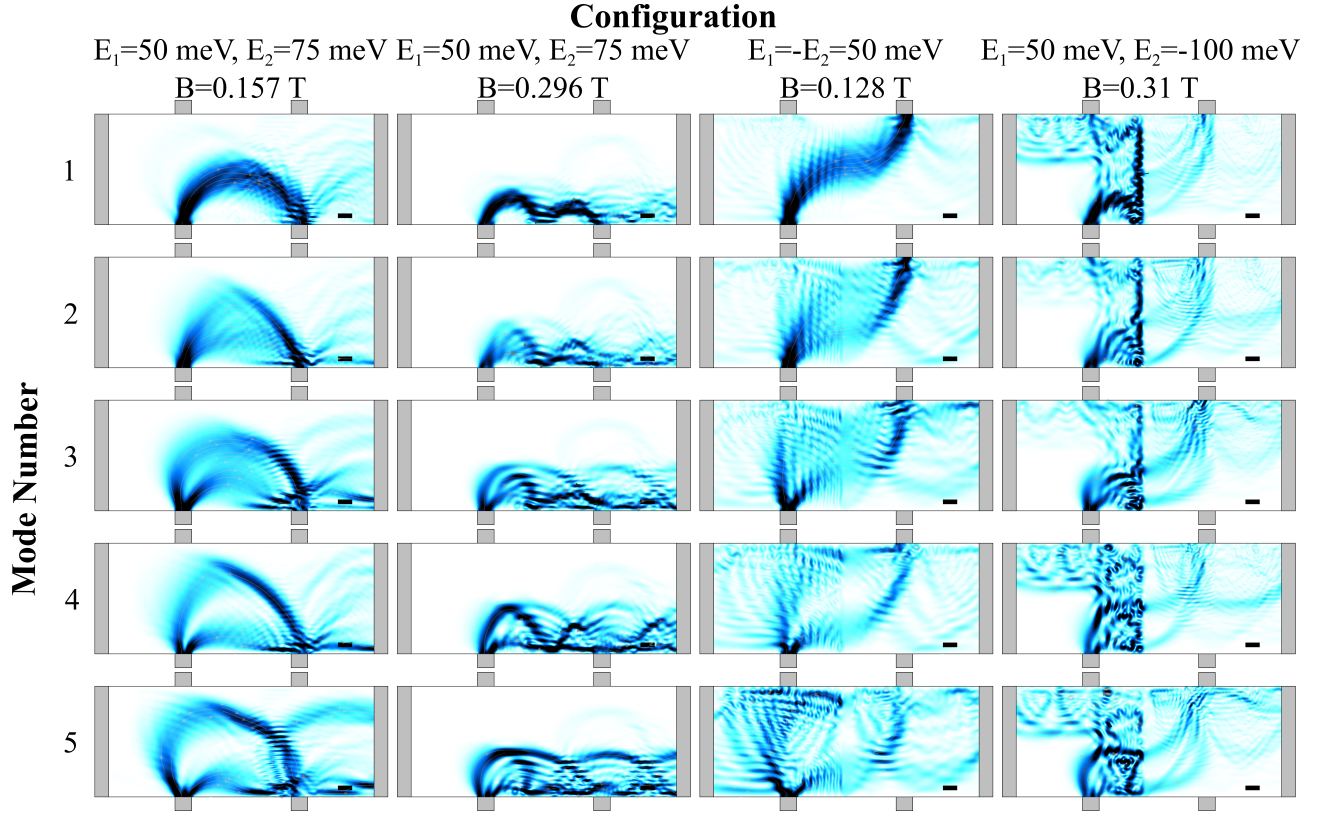 Configuration
E₁=50 meV, E₂=75 meV E₁=50 meV, E₂=75 meV E₁=-E₂=50 meV E₁=50 meV, E₂=-100 meV
B=0.157 T B=0.296 T B=0.128 T B=0.31 T
Mode Number
1
2
3
4
5